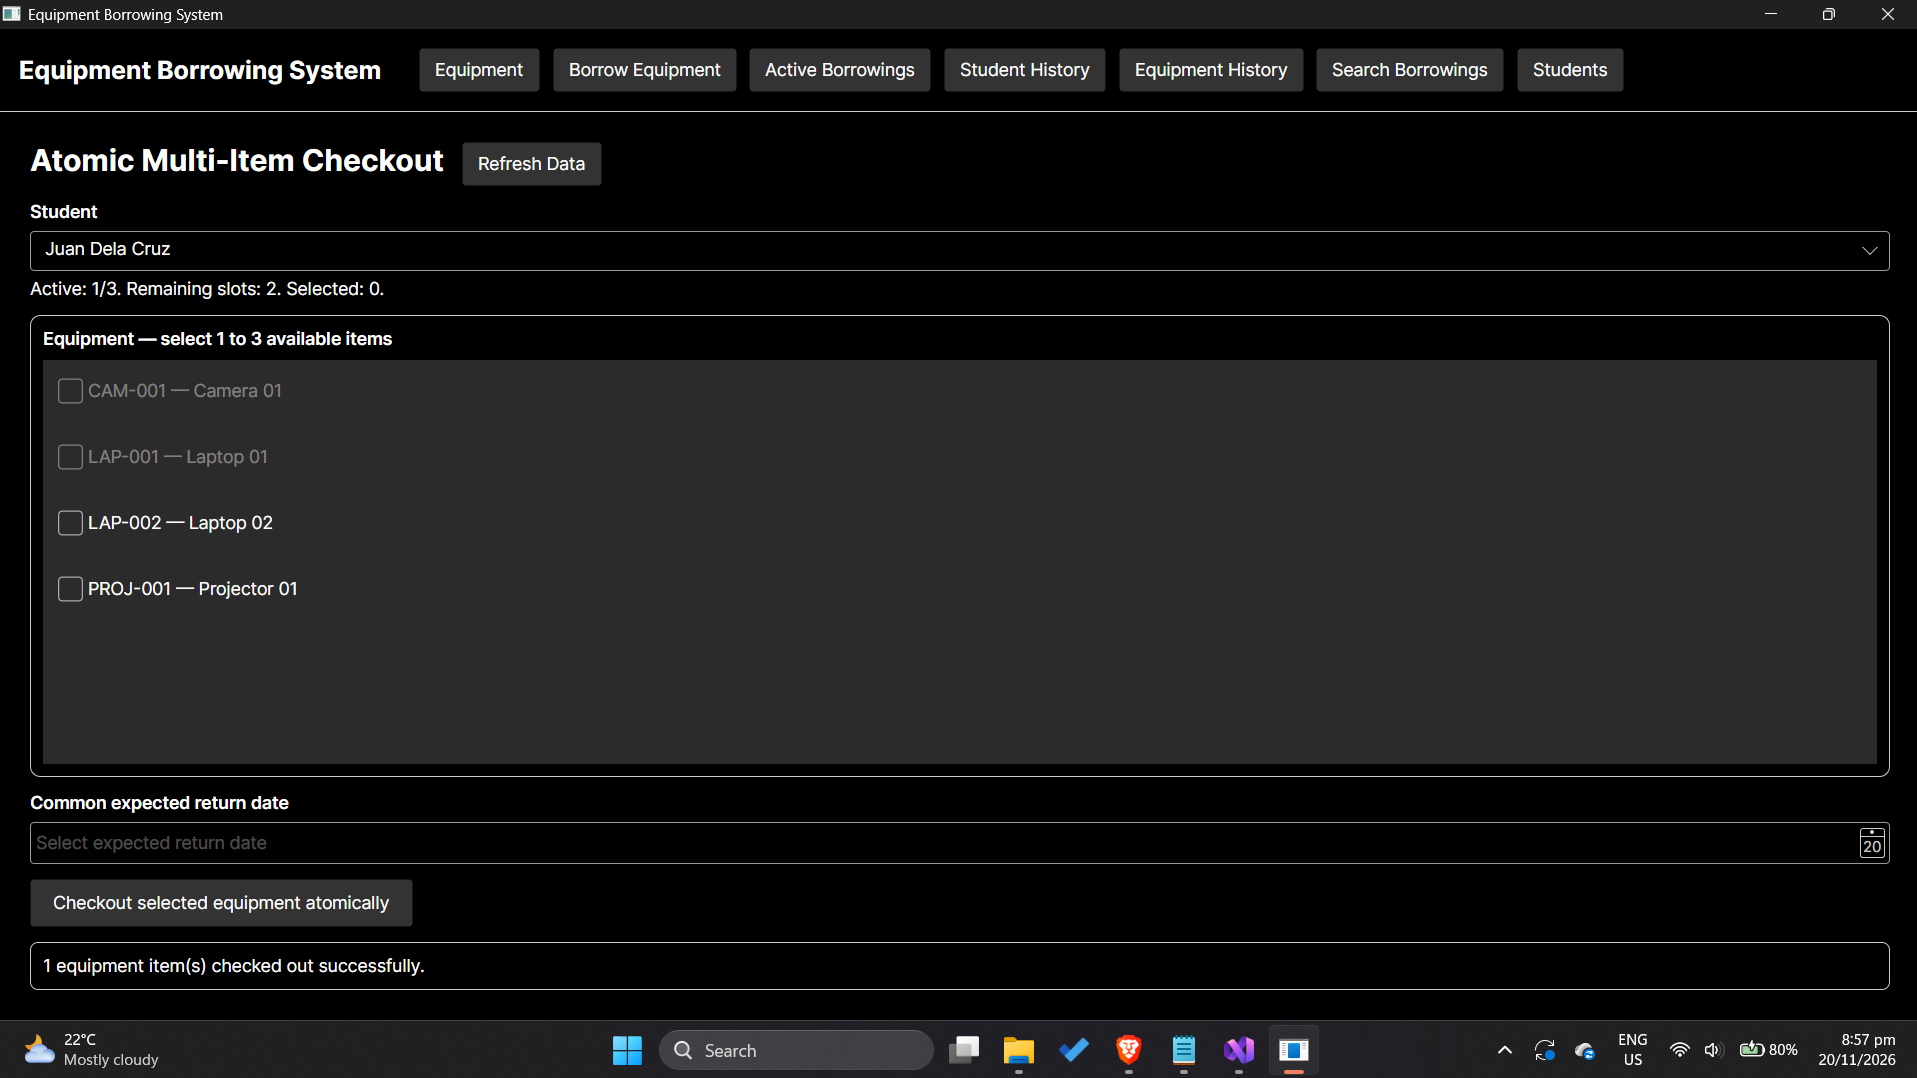 Equipment Borrowing System
Equipment Borrowing System
Equipment
Borrow Equipment
Active Borrowings
Student History
Equipment History
Search Borrowings
Students
Atomic Multi-Item Checkout
Refresh Data
Student
Juan Dela Cruz
Active: 1/3. Remaining slots: 2. Selected: 0.
Equipment — select 1 to 3 available items
CAM-001 — Camera 01
LAP-001 — Laptop 01
LAP-002 — Laptop 02
PROJ-001 — Projector 01
Common expected return date
Select expected return date
20
Checkout selected equipment atomically
1 equipment item(s) checked out successfully.
22°C
Mostly cloudy
Search
ENG
US
80%
8:57 pm
20/11/2026